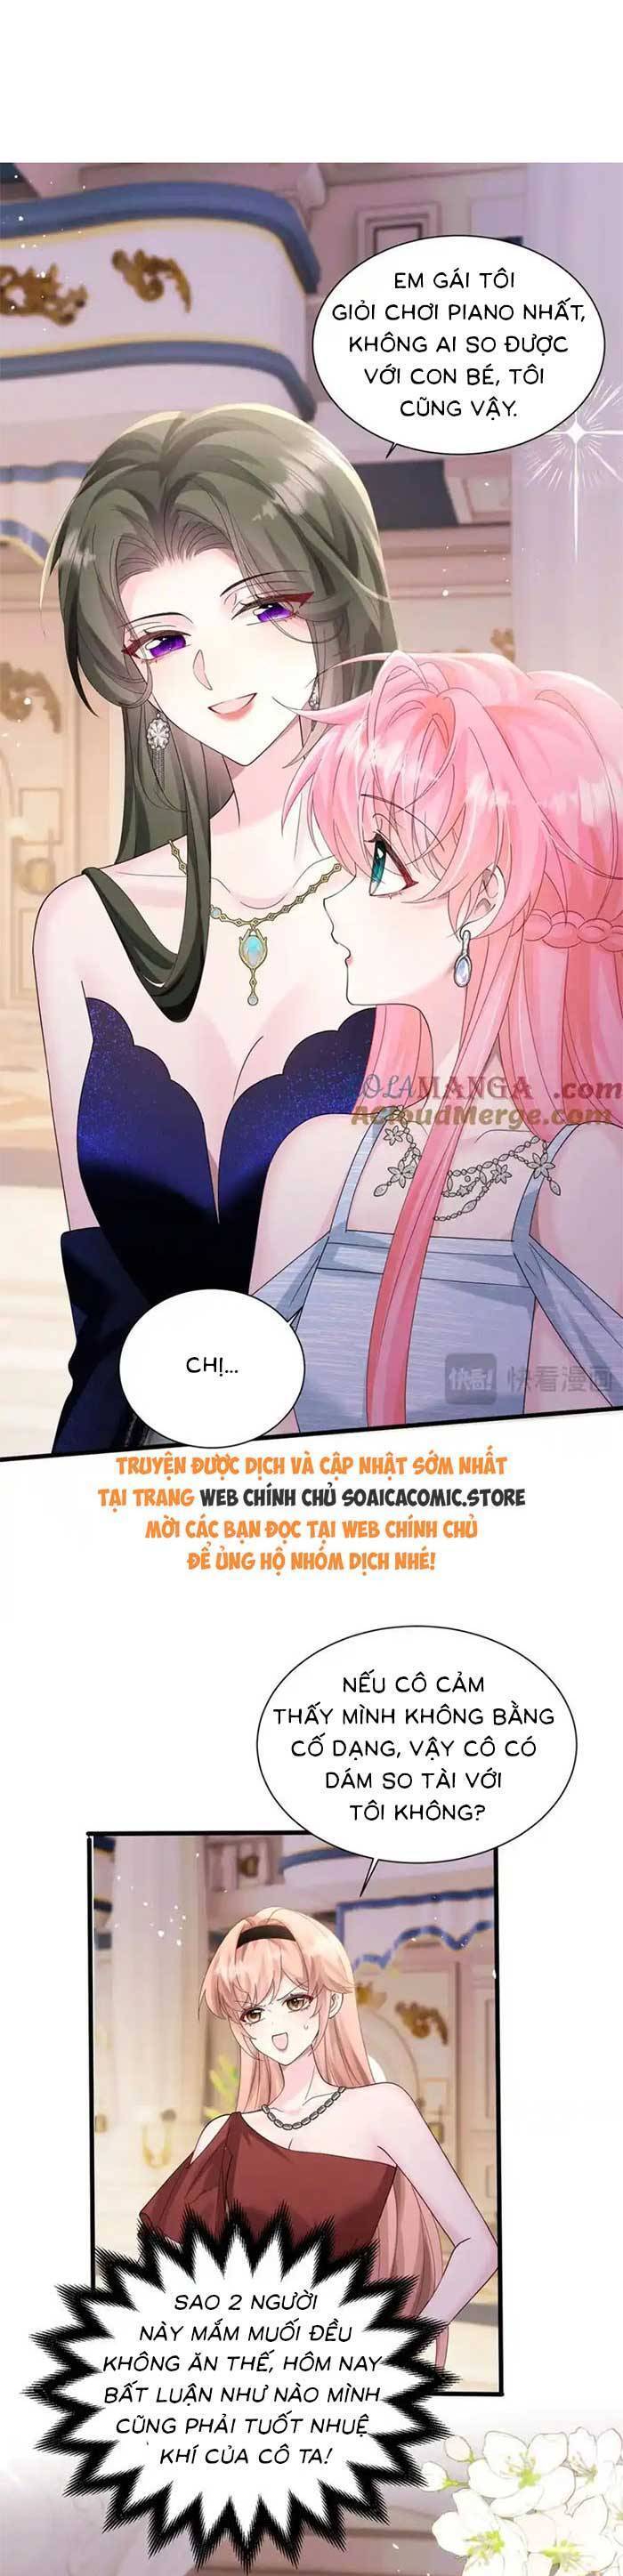 EM GÁI TÔI
GIỎI CHƠI PIANO NHẤT,
KHÔNG AI SO ĐƯỢC
VỚI CON BÉ, TÔI
CŨNG VẬY.
OLAMANGA .com
AcloudMerge.com
CHỊ...
快看! 快看漫画
TRUYỆN ĐƯỢC DỊCH VÀ CẬP NHẬT SỚM NHẤT
TẠI TRANG WEB CHÍNH CHỦ SOAICACOMIC.STORE
MỜI CÁC BẠN ĐỌC TẠI WEB CHÍNH CHỦ
ĐỂ ỦNG HỘ NHÓM DỊCH NHÉ!
NẾU CÔ CẢM
THẤY MÌNH KHÔNG BẰNG
CỐ DẠNG, VẬY CÔ CÓ
DÁM SO TÀI VỚI
TÔI KHÔNG?
SAO 2 NGƯỜI
NÀY MẮM MUỐI ĐỀU
KHÔNG ĂN THẾ, HÔM NAY
BẤT LUẬN NHƯ NÀO MÌNH
CŨNG PHẢI TUỐT NHUỆ
KHÍ CỦA CÔ TA!